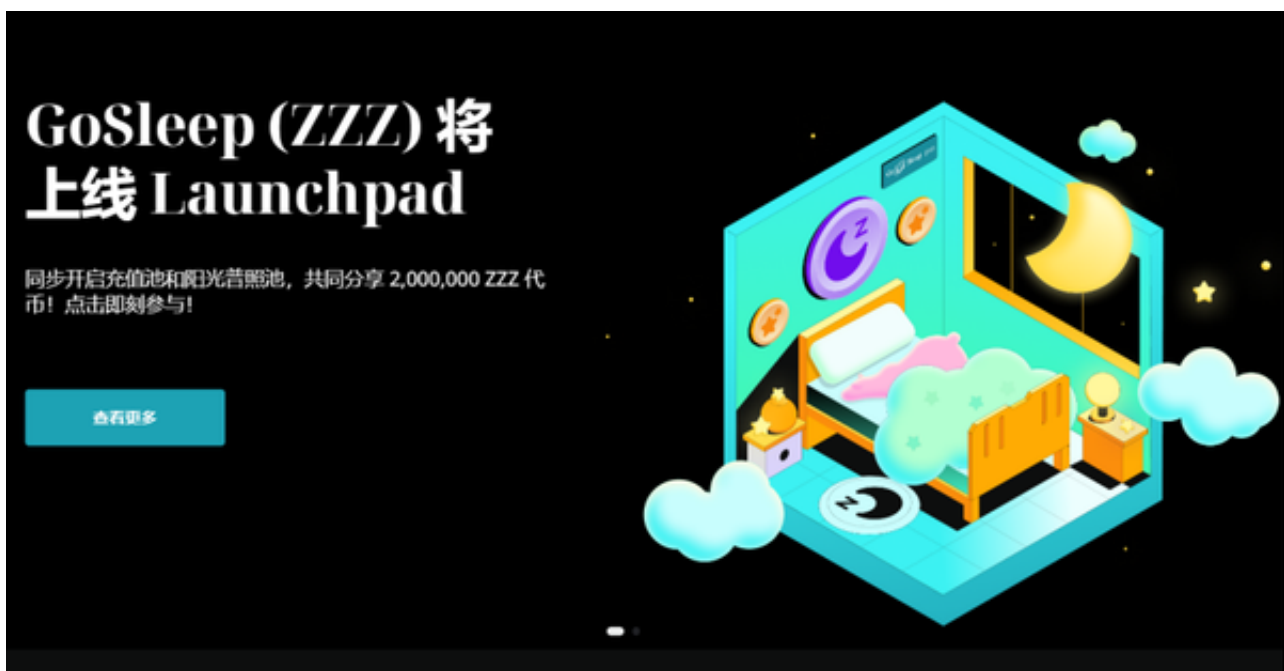 GoSleep (ZZZ) 将
上线 Launchpad
同步开启充值池和阳光普照池，共同分享 2,000,000 ZZZ 代
币！点击即刻参与！
查看更多
Z
Z